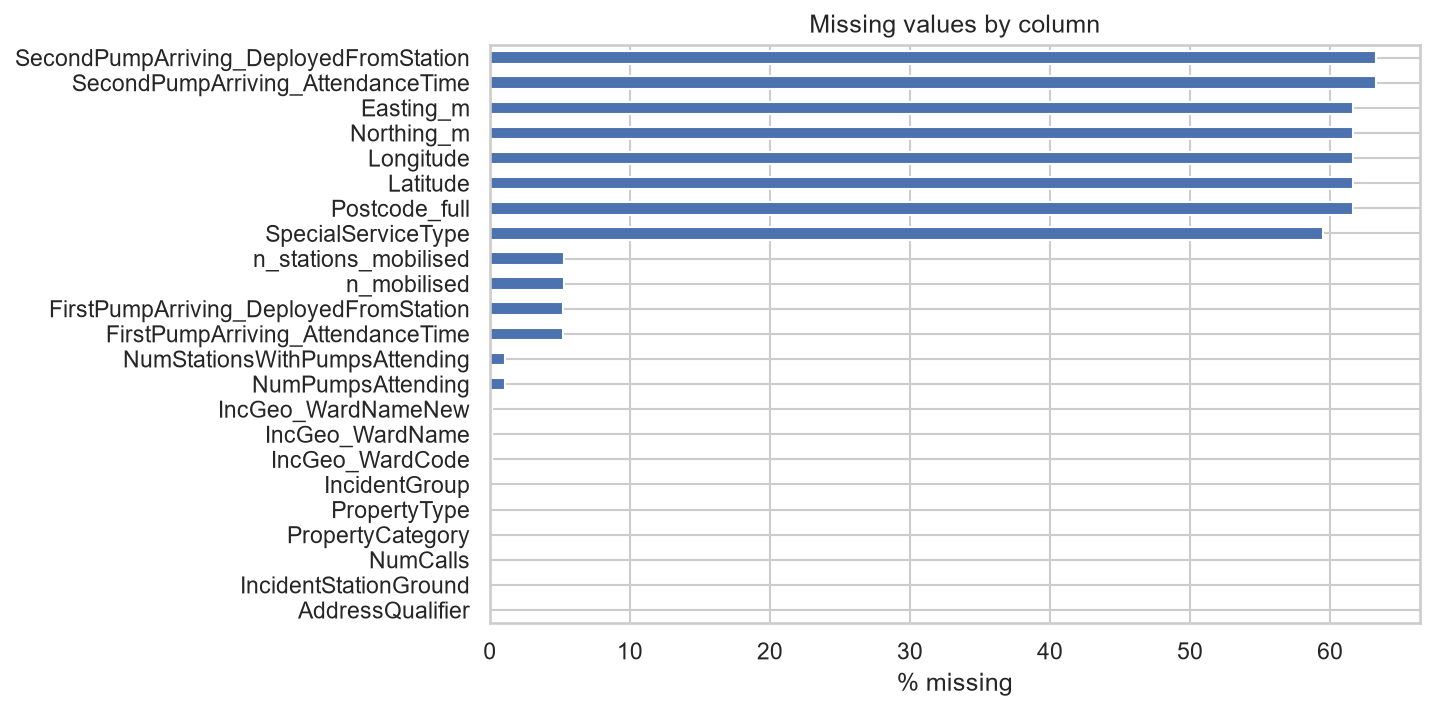 Missing values by column
SecondPumpArriving_DeployedFromStation
SecondPumpArriving_AttendanceTime
Easting_m
Northing_m
Longitude
Latitude
Postcode_full
SpecialServiceType
n_stations_mobilised
n_mobilised
FirstPumpArriving_DeployedFromStation
FirstPumpArriving_AttendanceTime
NumStationsWithPumpsAttending
NumPumpsAttending
IncGeo_WardNameNew
IncGeo_WardName
IncGeo_WardCode
IncidentGroup
PropertyType
PropertyCategory
NumCalls
IncidentStationGround
AddressQualifier
0 10 20 30 40 50 60
% missing